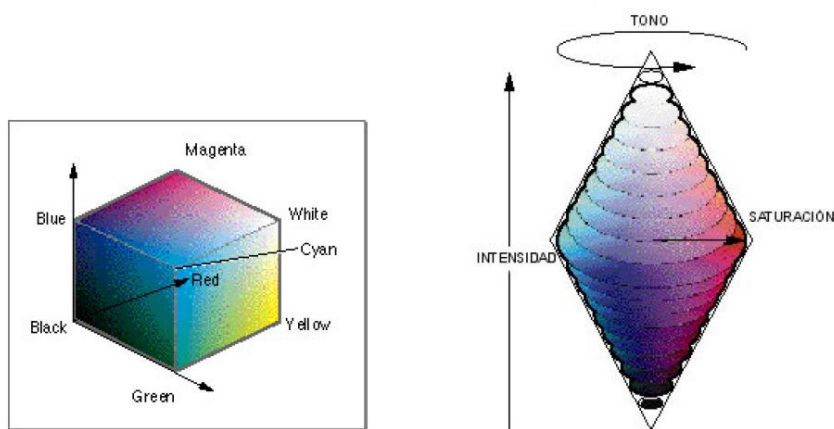 Magenta
Blue
White
Cyan
Red
Black
Yellow
Green
TONO
SATURACIÓN
INTENSIDAD